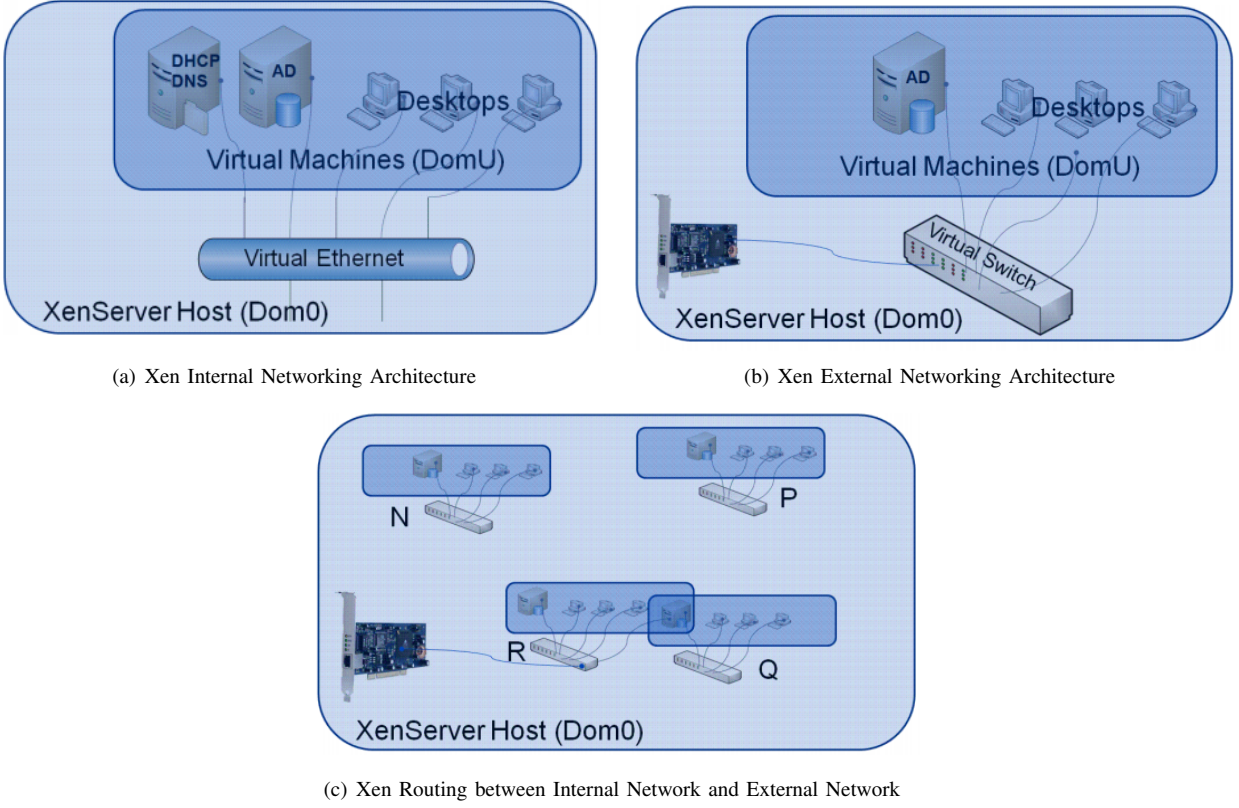 DHCP
DNS
AD
Desktops
Virtual Machines (DomU)
Virtual Ethernet
XenServer Host (Dom0)
(a) Xen Internal Networking Architecture
AD
Desktops
Virtual Machines (DomU)
Virtual Switch
XenServer Host (Dom0)
(b) Xen External Networking Architecture
N
P
R
Q
XenServer Host (Dom0)
(c) Xen Routing between Internal Network and External Network